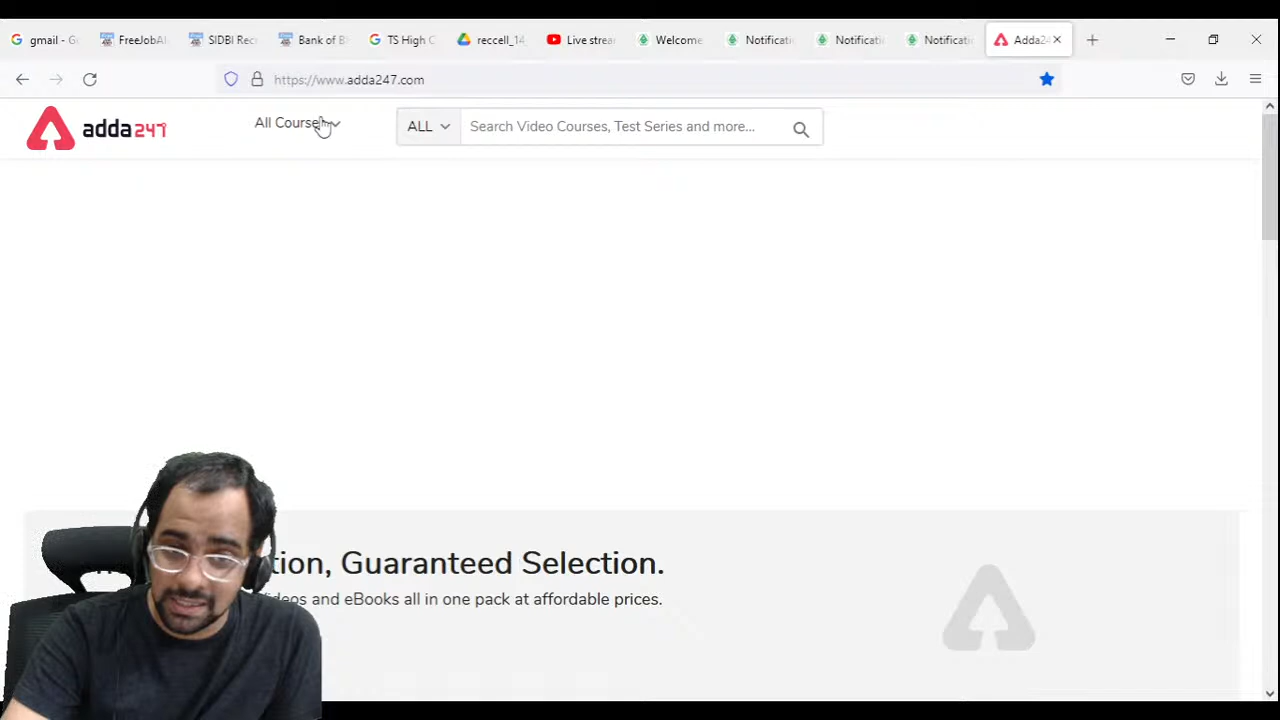 gmail - G
FreeJobAl
SIDBI Rec
Bank of B
TS High C
reccell_14
Live strea
Welcome
Notificati
Notificati
Notificati
Adda2
https://www.adda247.com
adda247
All Course
ALL
Search Video Courses, Test Series and more...
tion, Guaranteed Selection.
ideos and eBooks all in one pack at affordable prices.